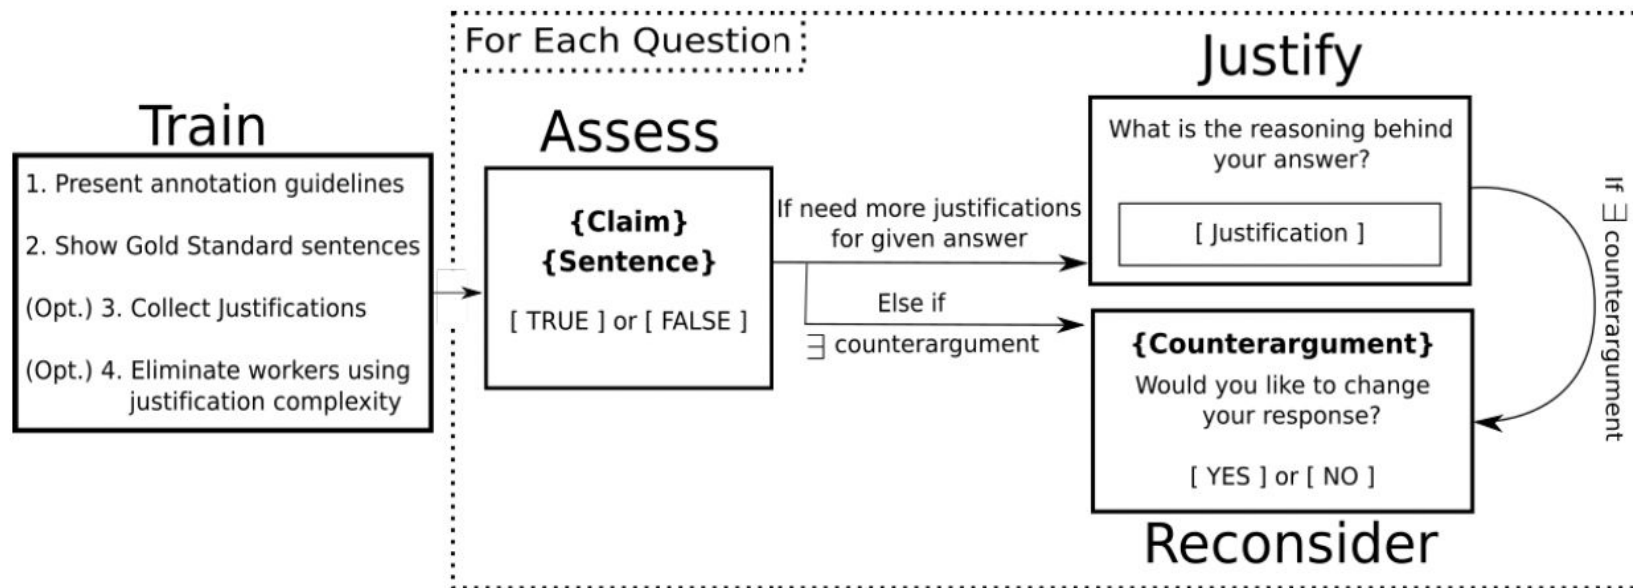 For Each Question
Train
1. Present annotation guidelines
2. Show Gold Standard sentences
(Opt.) 3. Collect Justifications
(Opt.) 4. Eliminate workers using
justification complexity
Assess
{Claim}
{Sentence}
[ TRUE ] or [ FALSE ]
If need more justifications
for given answer
Else if
∃ counterargument
Justify
What is the reasoning behind
your answer?
[ Justification ]
If ∃ counterargument
{Counterargument}
Would you like to change
your response?
[ YES ] or [ NO ]
Reconsider